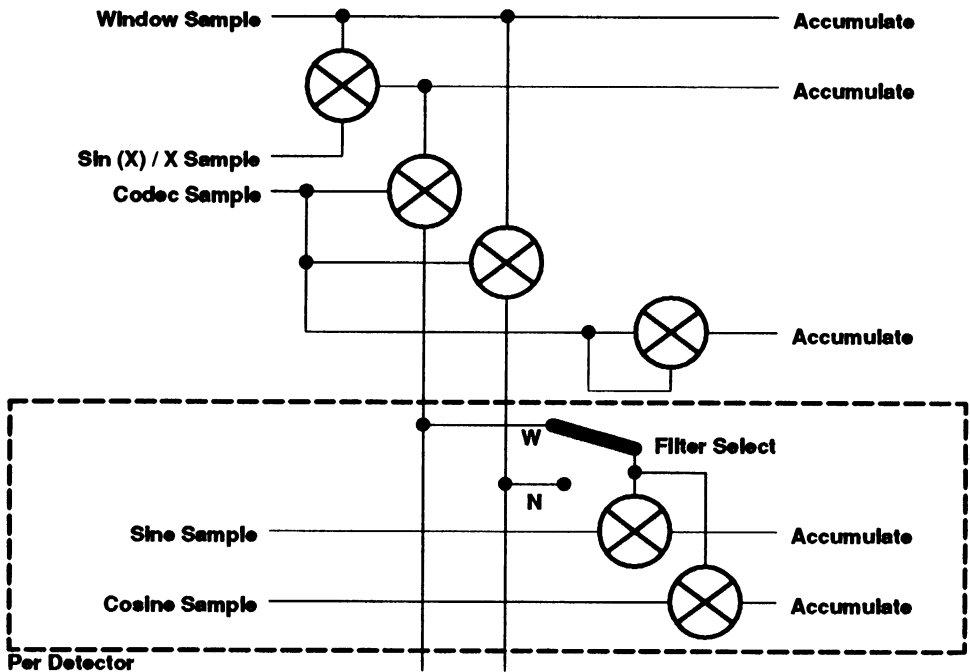 Window Sample
Accumulate
Accumulate
Sin (X) / X Sample
Codec Sample
Accumulate
W
Filter Select
N
Sine Sample
Accumulate
Cosine Sample
Accumulate
Per Detector